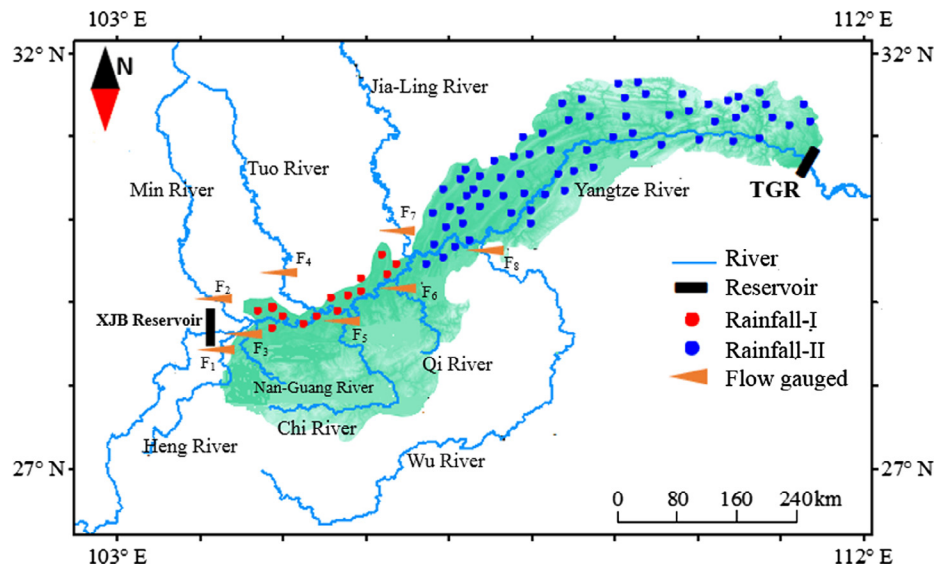 103° E
112° E
32° N
N
Jia-Ling River
Tuo River
Min River
Yangtze River
TGR
F7
F4
F8
F2
F6
XJB Reservoir
F3
F5
F1
Qi River
Nan-Guang River
Chi River
Heng River
Wu River
River
Reservoir
Rainfall-I
Rainfall-II
Flow gauged
27° N
27° N
0 80 160 240km
103° E
112° E